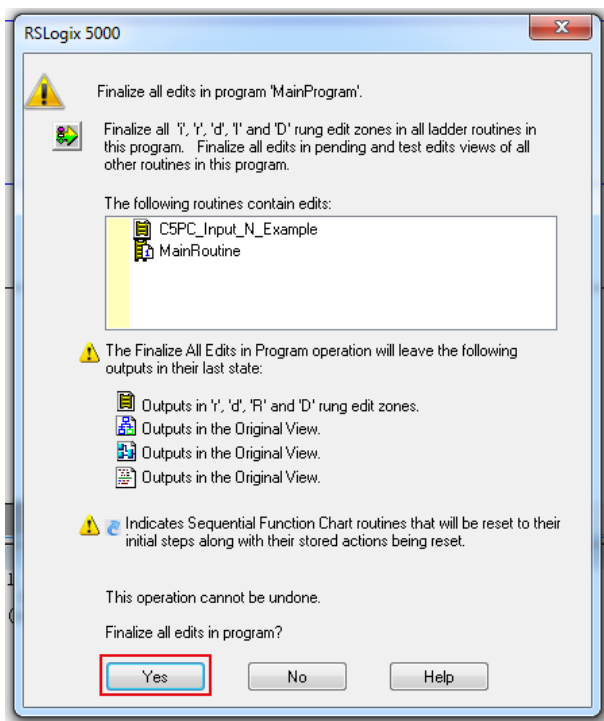 RSLogix 5000
Finalize all edits in program 'MainProgram'.
Finalize all 'i', 'r', 'd', 'I' and 'D' rung edit zones in all ladder routines in
this program. Finalize all edits in pending and test edits views of all
other routines in this program.
The following routines contain edits:
C5PC_Input_N_Example
MainRoutine
The Finalize All Edits in Program operation will leave the following
outputs in their last state:
Outputs in 'r', 'd', 'R' and 'D' rung edit zones.
Outputs in the Original View.
Outputs in the Original View.
Outputs in the Original View.
Indicates Sequential Function Chart routines that will be reset to their
initial steps along with their stored actions being reset.
This operation cannot be undone.
Finalize all edits in program?
Yes No Help